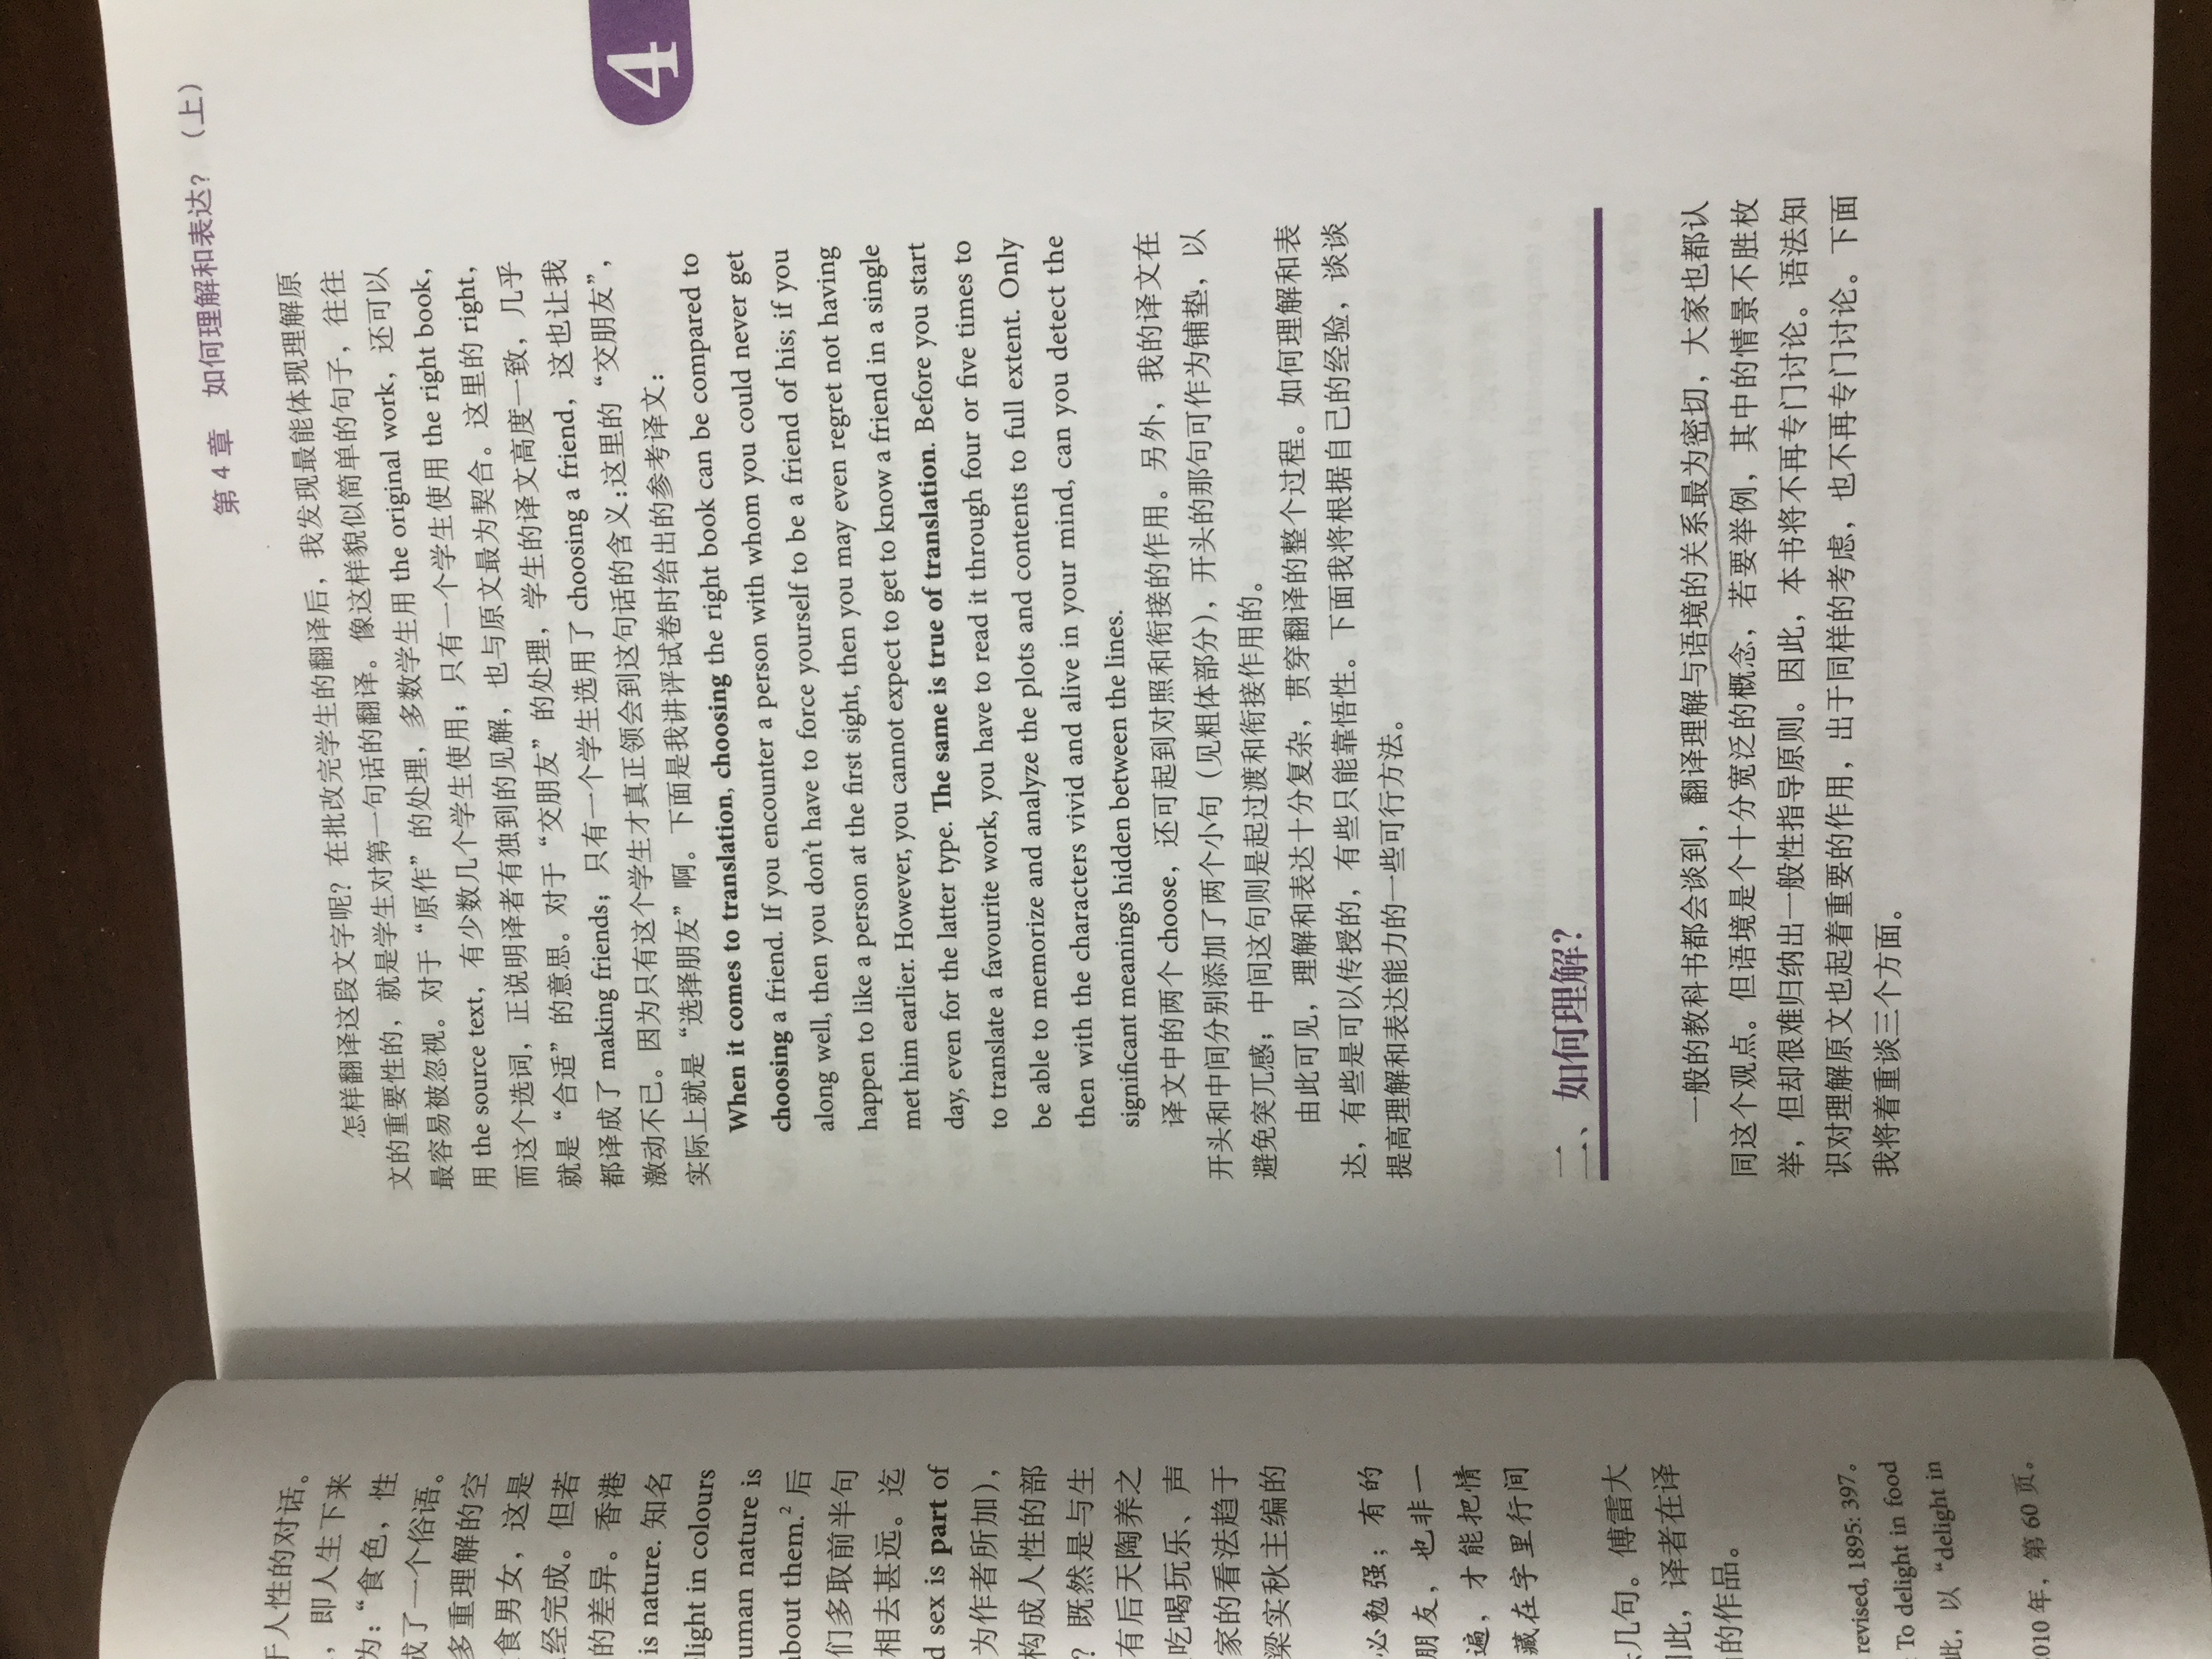 于人性的对话。
,即人生下来
为:“食色,性
成了一个俗语。
多重理解的空
食男女,这是
经完成。但若
的差异。香港
is nature. 知名
light in colours
uman nature is
about them.² 后
们多取前半句
相去甚远。迄
d sex is part of
为作者所加),
构成人性的部
? 既然是与生
有后天陶养之
吃喝玩乐、声
家的看法趋于
梁实秋主编的
必勉强;有的
朋友,也非一
遍,才能把情
藏在字里行间
几句。傅雷大
此,译者在译
的作品。
revised, 1895: 397.
To delight in food
此,以“delight in
2010 年,第 60 页。
第 4 章 如何理解和表达?(上)
4
怎样翻译这段文字呢?在批改完学生的翻译后,我发现最能体现理解原
文的重要性的,就是学生对第一句话的翻译。像这样貌似简单的句子,往往
最容易被忽视。对于“原作”的处理,多数学生用 the original work,还可以
用 the source text,有少数几个学生使用;只有一个学生使用 the right book,
而这个选词,正说明译者有独到的见解,也与原文最为契合。这里的 right,
就是“合适”的意思。对于“交朋友”的处理,学生的译文高度一致,几乎
都译成了 making friends;只有一个学生选用了 choosing a friend,这也让我
激动不已。因为只有这个学生才真正领会到这句话的含义:这里的“交朋友”,
实际上就是“选择朋友”啊。下面是我讲评试卷时给出的参考译文:
When it comes to translation, choosing the right book can be compared to
choosing a friend. If you encounter a person with whom you could never get
along well, then you don't have to force yourself to be a friend of his; if you
happen to like a person at the first sight, then you may even regret not having
met him earlier. However, you cannot expect to get to know a friend in a single
day, even for the latter type. The same is true of translation. Before you start
to translate a favourite work, you have to read it through four or five times to
be able to memorize and analyze the plots and contents to full extent. Only
then with the characters vivid and alive in your mind, can you detect the
significant meanings hidden between the lines.
译文中的两个 choose,还可起到对照和衔接的作用。另外,我的译文在
开头和中间分别添加了两个小句(见粗体部分),开头的那句可作为铺垫,以
避免突兀感;中间这句则是起过渡和衔接作用的。
由此可见,理解和表达十分复杂,贯穿翻译的整个过程。如何理解和表
达,有些是可以传授的,有些只能靠悟性。下面我将根据自己的经验,谈谈
提高理解和表达能力的一些可行方法。
二、如何理解?
一般的教科书都会谈到,翻译理解与语境的关系最为密切,大家也都认
同这个观点。但语境是个十分宽泛的概念,若要举例,其中的情景不胜枚
举,但却很难归纳出一般性指导原则。因此,本书将不再专门讨论。语法知
识对理解原文也起着重要的作用,出于同样的考虑,也不再专门讨论。下面
我将着重谈三个方面。